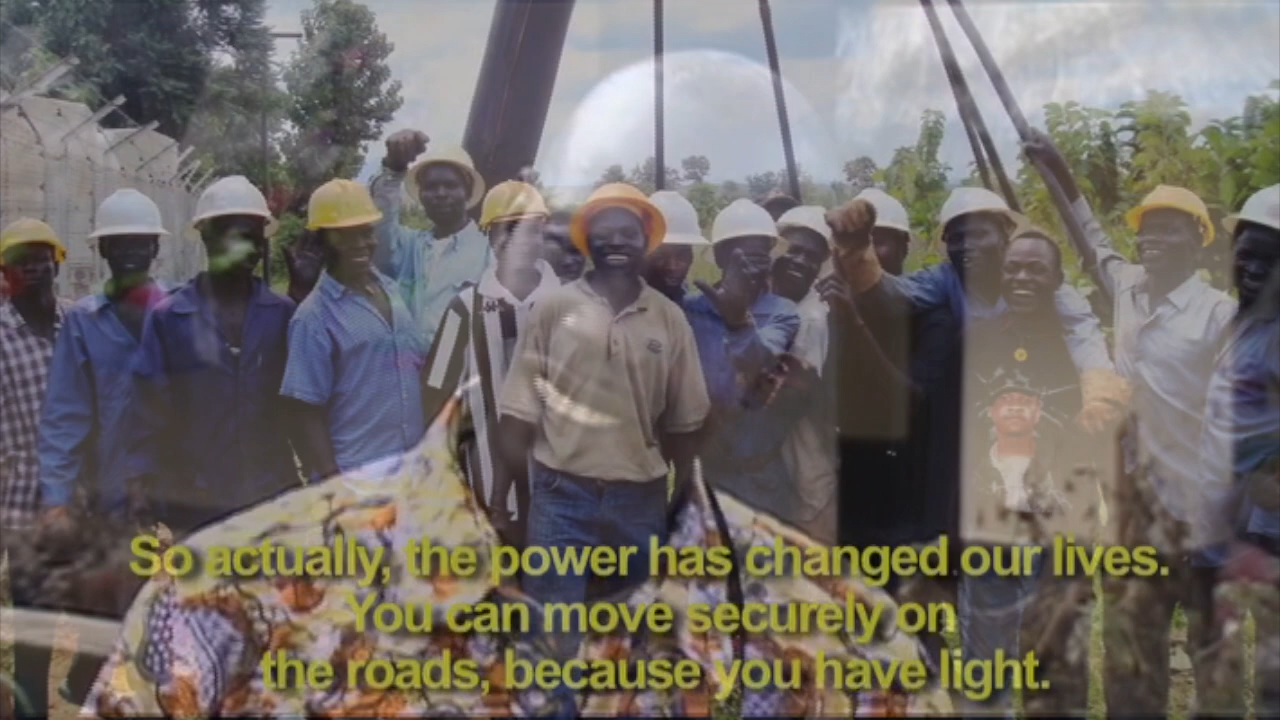 So actually, the power has changed our lives.
You can move securely on
the roads, because you have light.